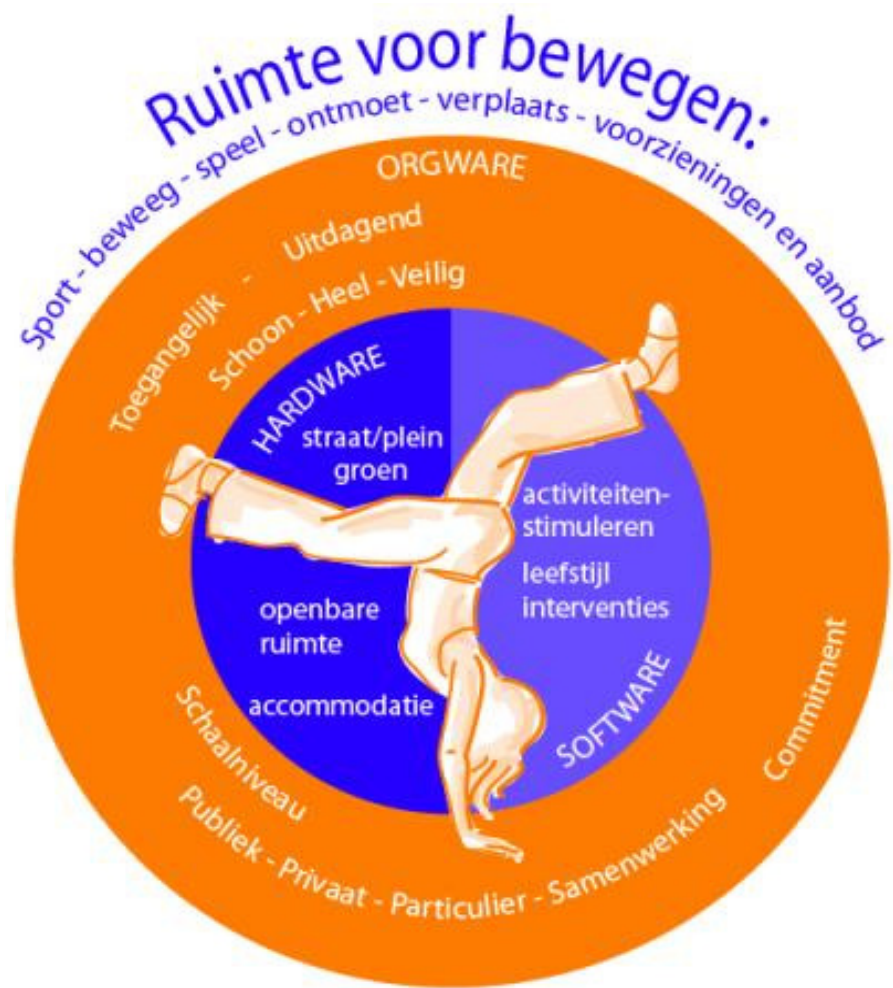 Ruimte voor bewegen:
Sport - beweeg - speel - ontmoet - verplaats - voorzieningen en aanbod
ORGWARE
Toegangelijk - Uitdagend
Schoon - Heel - Veilig
HARDWARE
straat/plein
groen
openbare
ruimte
accommodatie
activiteiten-
stimuleren
leefstijl
interventies
SOFTWARE
Schaalniveau
Publiek - Privaat - Particulier - Samenwerking
Commitment